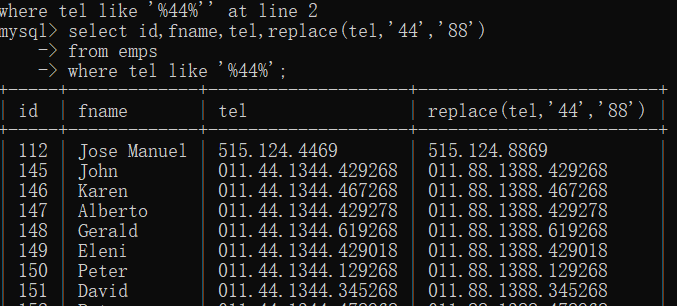 where tel like '%44%'' at line 2
mysql> select id,fname,tel,replace(tel,'44','88')
-> from emps
-> where tel like '%44%';
id | fname | tel | replace(tel,'44','88')
112 | Jose Manuel | 515.124.4469 | 515.124.8869
145 | John | 011.44.1344.429268 | 011.88.1388.429268
146 | Karen | 011.44.1344.467268 | 011.88.1388.467268
147 | Alberto | 011.44.1344.429278 | 011.88.1388.429278
148 | Gerald | 011.44.1344.619268 | 011.88.1388.619268
149 | Eleni | 011.44.1344.429018 | 011.88.1388.429018
150 | Peter | 011.44.1344.129268 | 011.88.1388.129268
151 | David | 011.44.1344.345268 | 011.88.1388.345268